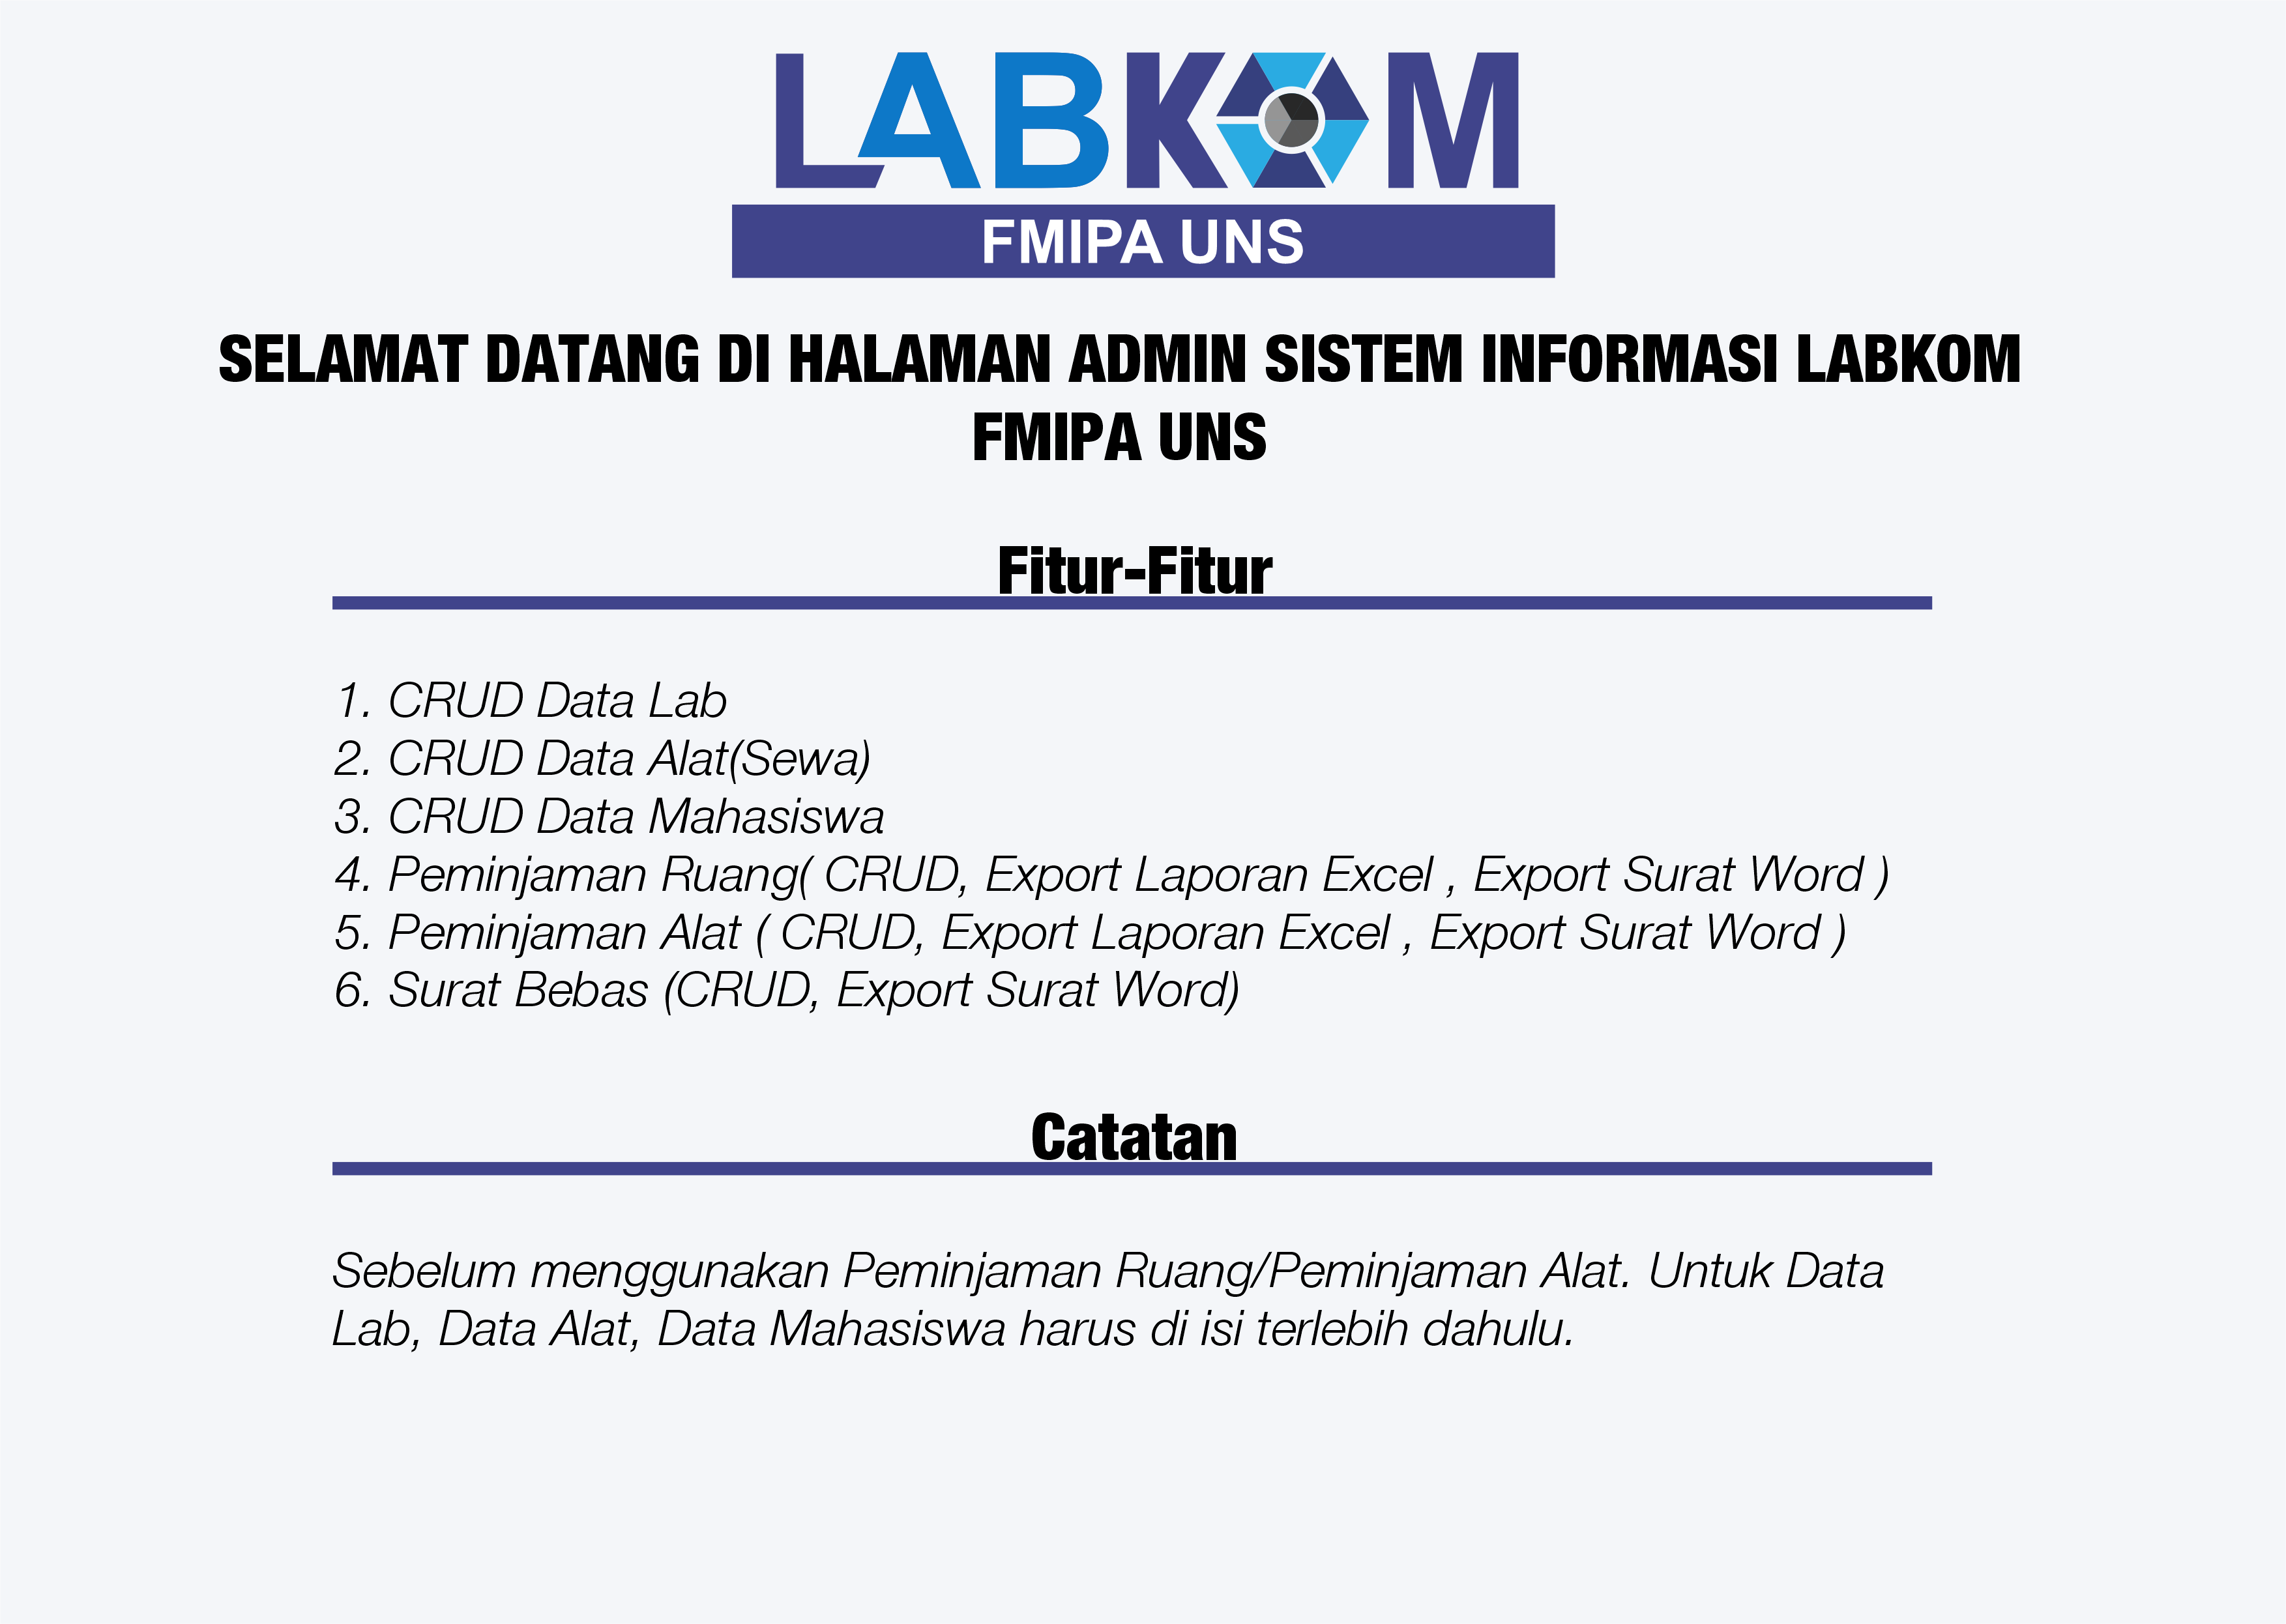 LABKOM
FMIPA UNS
SELAMAT DATANG DI HALAMAN ADMIN SISTEM INFORMASI LABKOM
FMIPA UNS
Fitur-Fitur
1. CRUD Data Lab
2. CRUD Data Alat(Sewa)
3. CRUD Data Mahasiswa
4. Peminjaman Ruang( CRUD, Export Laporan Excel , Export Surat Word )
5. Peminjaman Alat ( CRUD, Export Laporan Excel , Export Surat Word )
6. Surat Bebas (CRUD, Export Surat Word)
Catatan
Sebelum menggunakan Peminjaman Ruang/Peminjaman Alat. Untuk Data
Lab, Data Alat, Data Mahasiswa harus di isi terlebih dahulu.